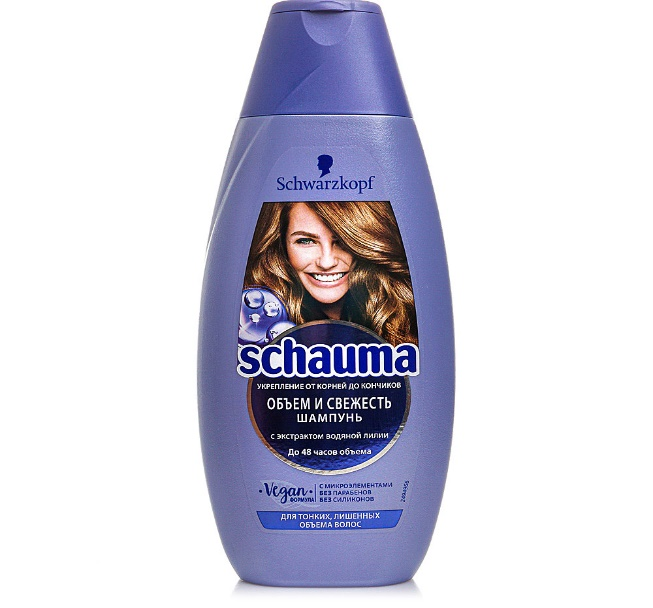 Schwarzkopf
schauma
УКРЕПЛЕНИЕ ОТ КОРНЕЙ ДО КОНЧИКОВ
ОБЪЕМ И СВЕЖЕСТЬ
ШАМПУНЬ
С ЭКСТРАКТОМ ВОДЯНОЙ ЛИЛИИ
До 48 часов объема
Vegan
ФОРМУЛА
С МИКРОЭЛЕМЕНТАМИ
БЕЗ ПАРАБЕНОВ
БЕЗ СИЛИКОНОВ
ДЛЯ ТОНКИХ, ЛИШЕННЫХ
ОБЪЕМА ВОЛОС